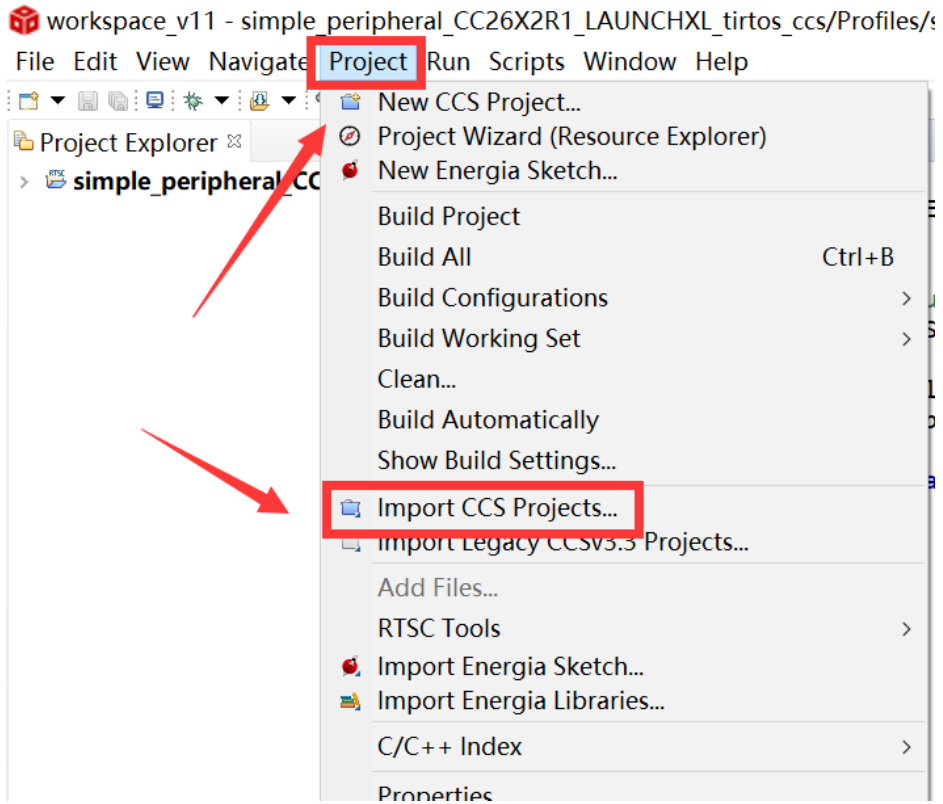 workspace_v11 - simple_peripheral_CC26X2R1_LAUNCHXL_tirtos_ccs/Profiles/s
File Edit View Navigate Project Run Scripts Window Help
Project Explorer
RTSC simple_peripheral_CC
New CCS Project...
Project Wizard (Resource Explorer)
New Energia Sketch...
Build Project
Build All Ctrl+B
Build Configurations
Build Working Set
Clean...
Build Automatically
Show Build Settings...
Import CCS Projects...
Import Legacy CCSv3.3 Projects...
Add Files...
RTSC Tools
Import Energia Sketch...
Import Energia Libraries...
C/C++ Index
Properties